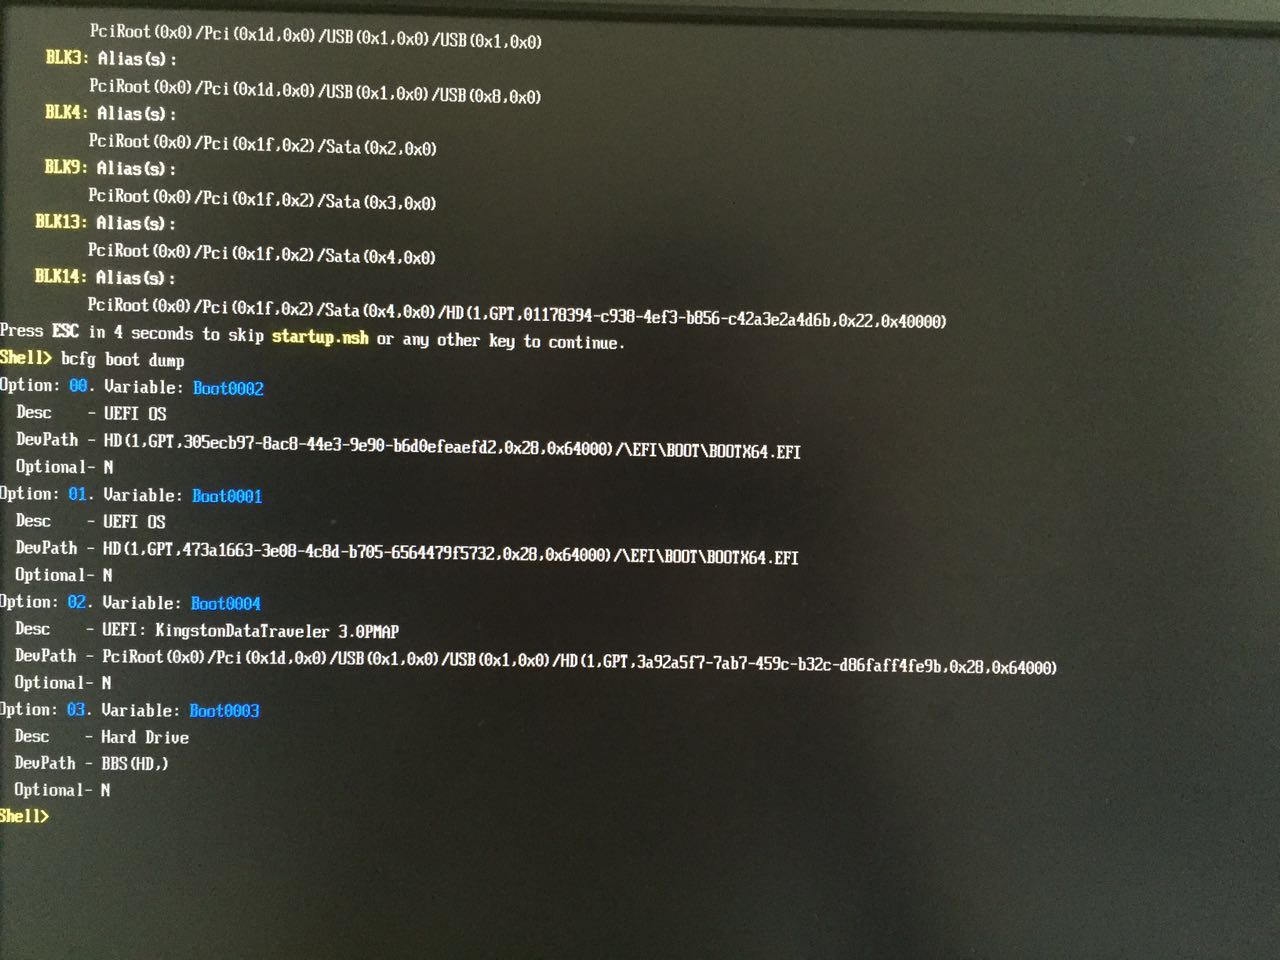 PciRoot(0x0)/Pci(0x1d,0x0)/USB(0x1,0x0)/USB(0x1,0x0)
BLK3: Alias(s):
PciRoot(0x0)/Pci(0x1d,0x0)/USB(0x1,0x0)/USB(0x8,0x0)
BLK4: Alias(s):
PciRoot(0x0)/Pci(0x1f,0x2)/Sata(0x2,0x0)
BLK9: Alias(s):
PciRoot(0x0)/Pci(0x1f,0x2)/Sata(0x3,0x0)
BLK13: Alias(s):
PciRoot(0x0)/Pci(0x1f,0x2)/Sata(0x4,0x0)
BLK14: Alias(s):
PciRoot(0x0)/Pci(0x1f,0x2)/Sata(0x4,0x0)/HD(1,GPT,01178394-c938-4ef3-b856-c42a3e2a4d6b,0x22,0x40000)
Press ESC in 4 seconds to skip startup.nsh or any other key to continue.
Shell> bcfg boot dump
Option: 00. Variable: Boot0002
Desc - UEFI OS
DevPath - HD(1,GPT,305ecb97-8ac8-44e3-9e90-b6d0efeaefd2,0x28,0x64000)/\EFI\BOOT\BOOTX64.EFI
Optional- N
Option: 01. Variable: Boot0001
Desc - UEFI OS
DevPath - HD(1,GPT,473a1663-3e08-4c8d-b705-6564479f5732,0x28,0x64000)/\EFI\BOOT\BOOTX64.EFI
Optional- N
Option: 02. Variable: Boot0004
Desc - UEFI: KingstonDataTraveler 3.0PMAP
DevPath - PciRoot(0x0)/Pci(0x1d,0x0)/USB(0x1,0x0)/USB(0x1,0x0)/HD(1,GPT,3a92a5f7-7ab7-459c-b32c-d86faff4fe9b,0x28,0x64000)
Optional- N
Option: 03. Variable: Boot0003
Desc - Hard Drive
DevPath - BBS(HD,)
Optional- N
Shell>